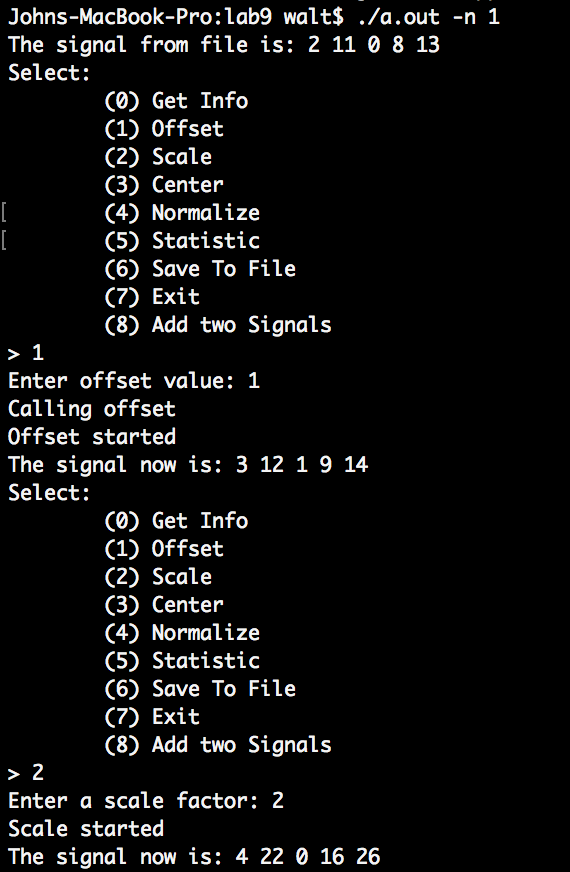 Johns-MacBook-Pro:lab9 walt$ ./a.out -n 1
The signal from file is: 2 11 0 8 13
Select:
(0) Get Info
(1) Offset
(2) Scale
(3) Center
[ (4) Normalize
[ (5) Statistic
(6) Save To File
(7) Exit
(8) Add two Signals
> 1
Enter offset value: 1
Calling offset
Offset started
The signal now is: 3 12 1 9 14
Select:
(0) Get Info
(1) Offset
(2) Scale
(3) Center
(4) Normalize
(5) Statistic
(6) Save To File
(7) Exit
(8) Add two Signals
> 2
Enter a scale factor: 2
Scale started
The signal now is: 4 22 0 16 26